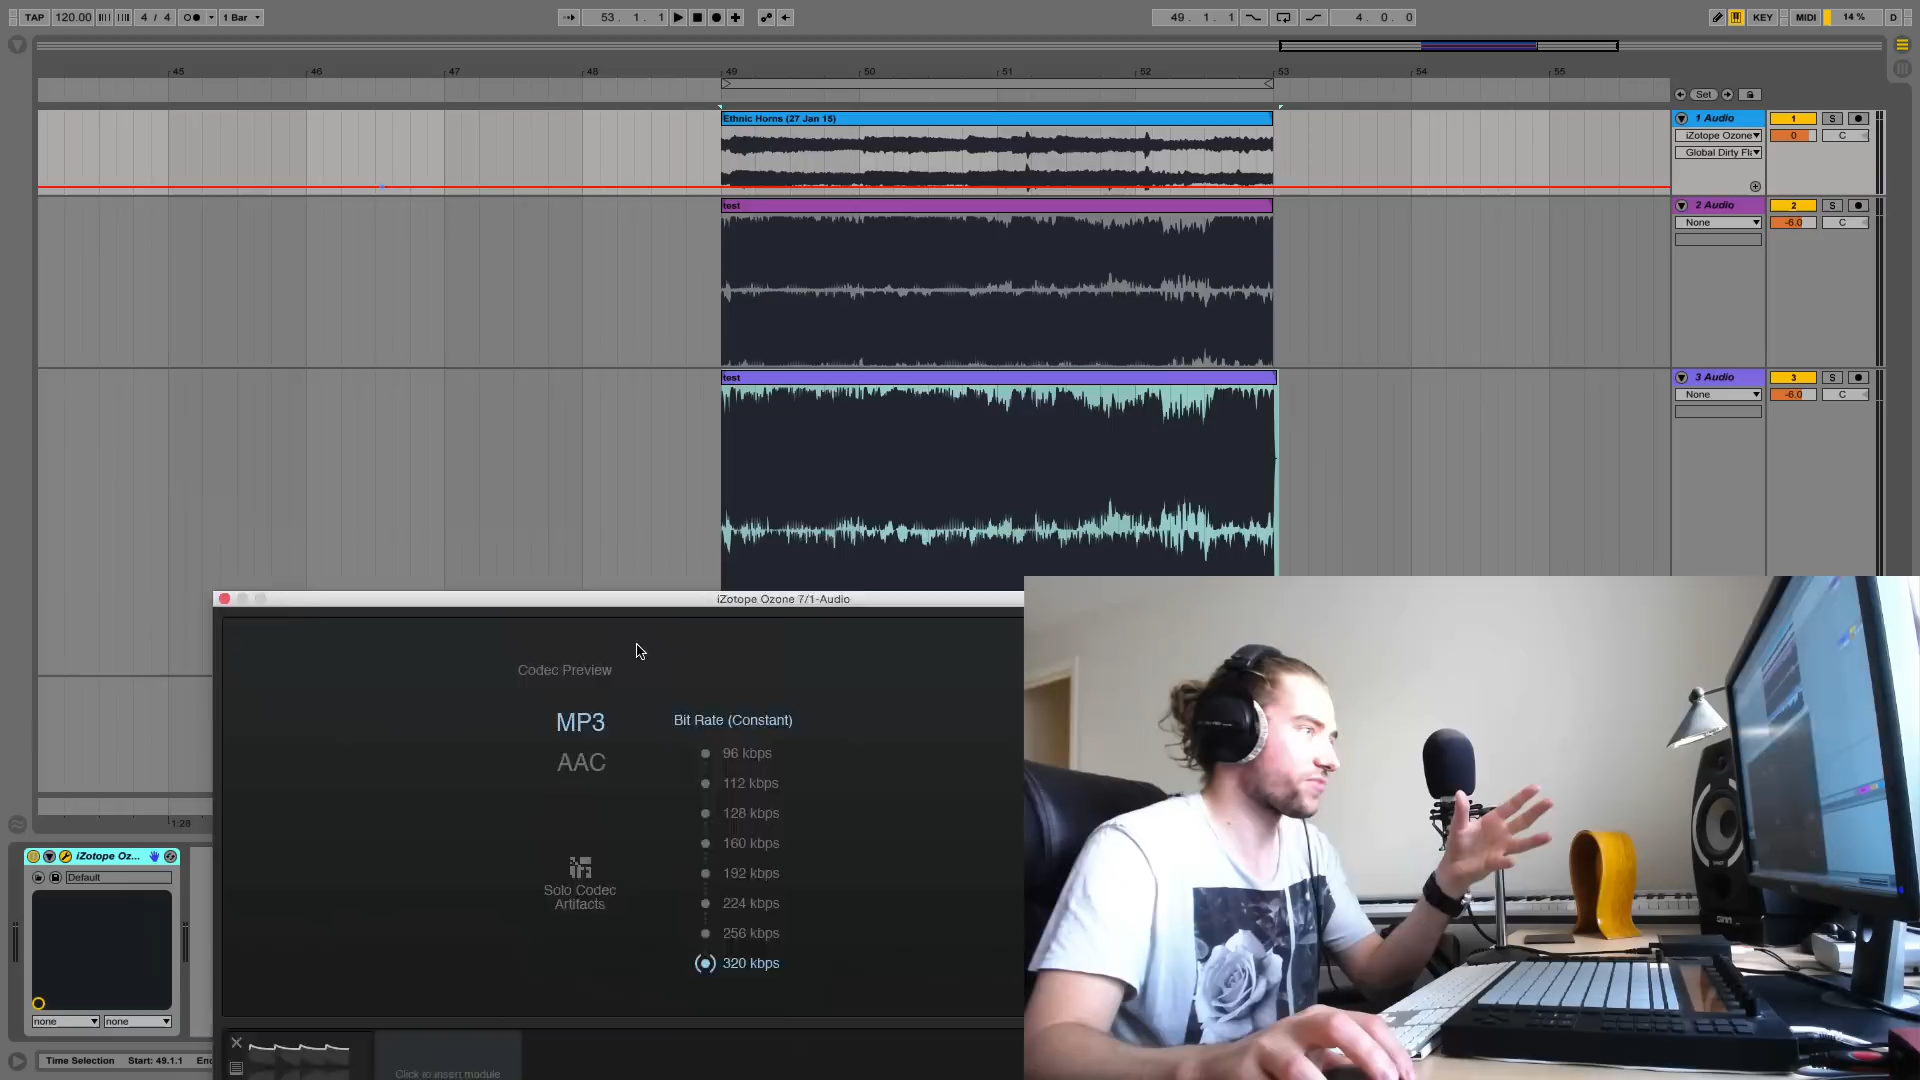 TAP 120.00 4 / 4 1 Bar 53 . 1 . 1 49 . 1 . 1 4 . 0 . 0 KEY MIDI 14 % D
45 46 47 48 49 50 51 52 53 54 55
Set
Ethnic Horns (27 Jan 15)
1 Audio 1 S
iZotope Ozone 0 C
Global Dirty Fla
test
2 Audio 2 S
None -6.0 C
test
3 Audio 3 S
None -6.0 C
iZotope Ozone 7/1-Audio
Codec Preview
MP3
AAC
Bit Rate (Constant)
96 kbps
112 kbps
128 kbps
160 kbps
192 kbps
224 kbps
256 kbps
320 kbps
Solo Codec
Artifacts
1:28
iZotope Oz...
Default
none none
Click to insert module
Time Selection Start: 49.1.1